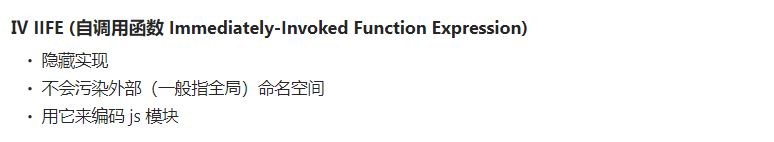 Ⅳ IIFE (自调用函数 Immediately-Invoked Function Expression)
• 隐藏实现
• 不会污染外部（一般指全局）命名空间
• 用它来编码 js 模块